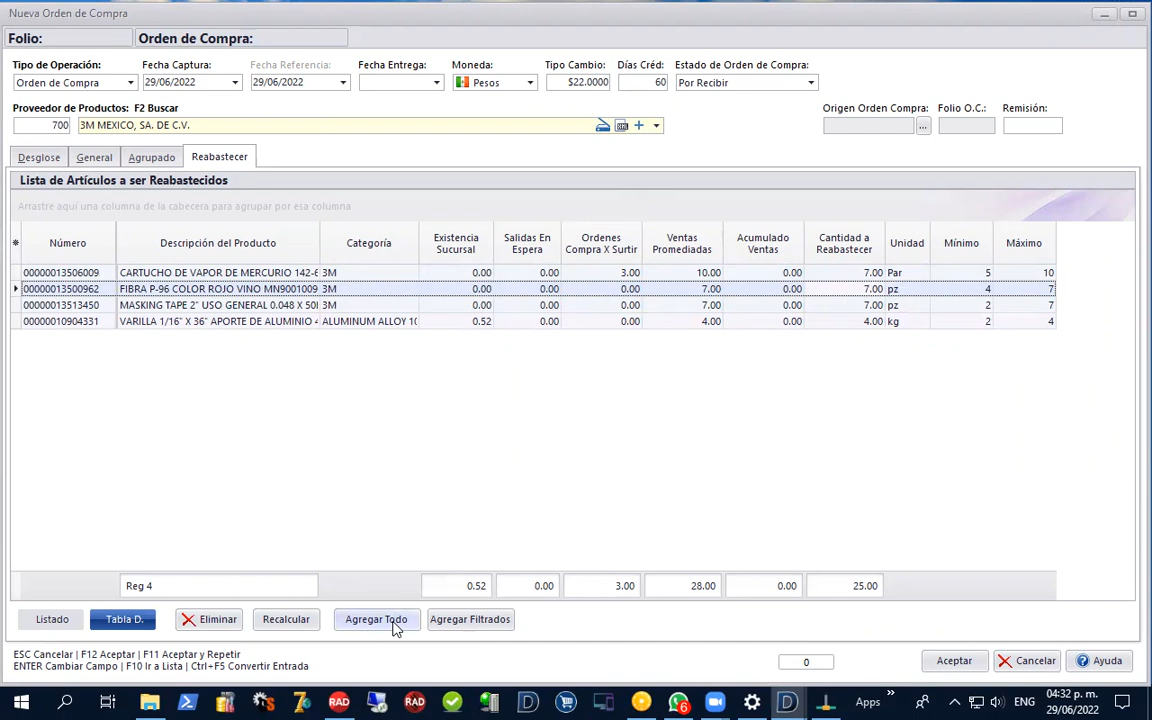 Nueva Orden de Compra
Folio: Orden de Compra:
Tipo de Operación: Fecha Captura: Fecha Referencia: Fecha Entrega: Moneda: Tipo Cambio: Días Créd: Estado de Orden de Compra:
Orden de Compra 29/06/2022 29/06/2022 Pesos $22.0000 60 Por Recibir
Proveedor de Productos: F2 Buscar Origen Orden Compra: Folio O.C.: Remisión:
700 3M MEXICO, SA. DE C.V. ...
Desglose General Agrupado Reabastecer
Lista de Artículos a ser Reabastecidos
Arrastre aquí una columna de la cabecera para agrupar por esa columna
Número Descripción del Producto Categoría Existencia Sucursal Salidas En Espera Ordenes Compra X Surtir Ventas Promediadas Acumulado Ventas Cantidad a Reabastecer Unidad Mínimo Máximo
00000013506009 CARTUCHO DE VAPOR DE MERCURIO 142-6 3M 0.00 0.00 3.00 10.00 0.00 7.00 Par 5 10
00000013500962 FIBRA P-96 COLOR ROJO VINO MN9001009 3M 0.00 0.00 0.00 7.00 0.00 7.00 pz 4 7
00000013513450 MASKING TAPE 2" USO GENERAL 0.048 X 50 3M 0.00 0.00 0.00 7.00 0.00 7.00 pz 2 7
00000010904331 VARILLA 1/16" X 36" APORTE DE ALUMINIO 4 ALUMINUM ALLOY 10 0.52 0.00 0.00 4.00 0.00 4.00 kg 2 4
Reg 4 0.52 0.00 3.00 28.00 0.00 25.00
Listado Tabla D. Eliminar Recalcular Agregar Todo Agregar Filtrados
ESC Cancelar | F12 Aceptar | F11 Aceptar y Repetir
ENTER Cambiar Campo | F10 Ir a Lista | Ctrl+F5 Convertir Entrada
0 Aceptar Cancelar Ayuda
RAD RAD 6 D Apps ENG 04:32 p. m.
29/06/2022